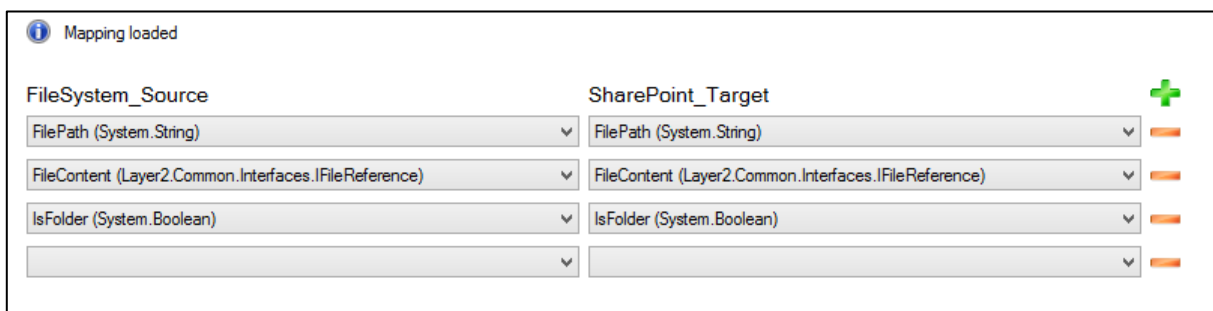 Mapping loaded
FileSystem_Source SharePoint_Target
FilePath (System.String) FilePath (System.String)
FileContent (Layer2.Common.Interfaces.IFileReference) FileContent (Layer2.Common.Interfaces.IFileReference)
IsFolder (System.Boolean) IsFolder (System.Boolean)